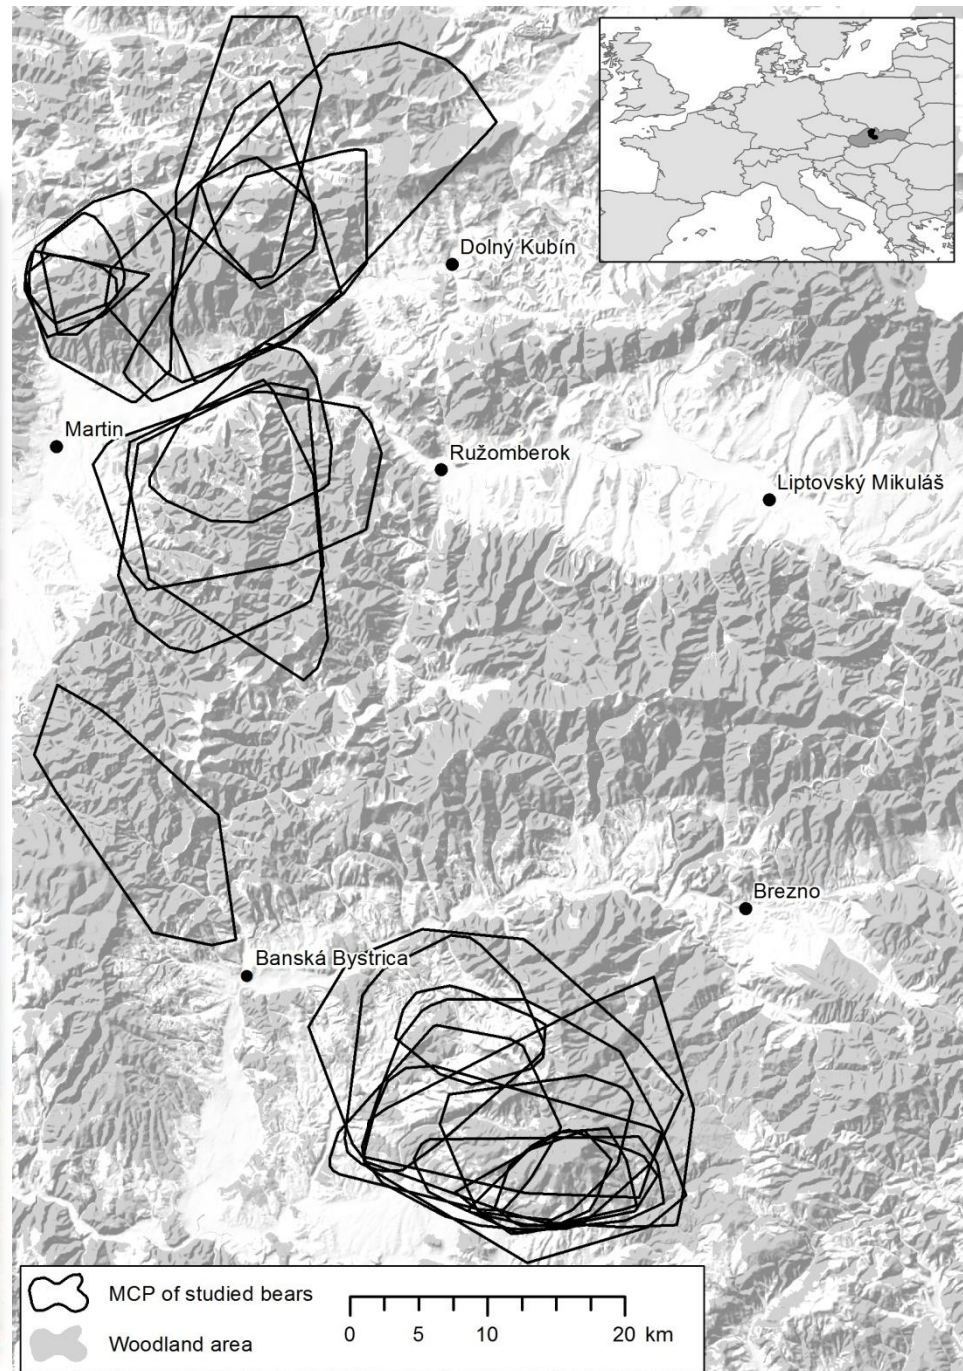 Dolný Kubín
Martin
Ružomberok
Liptovský Mikuláš
Brezno
Banská Bystrica
MCP of studied bears
Woodland area
0 5 10 20 km